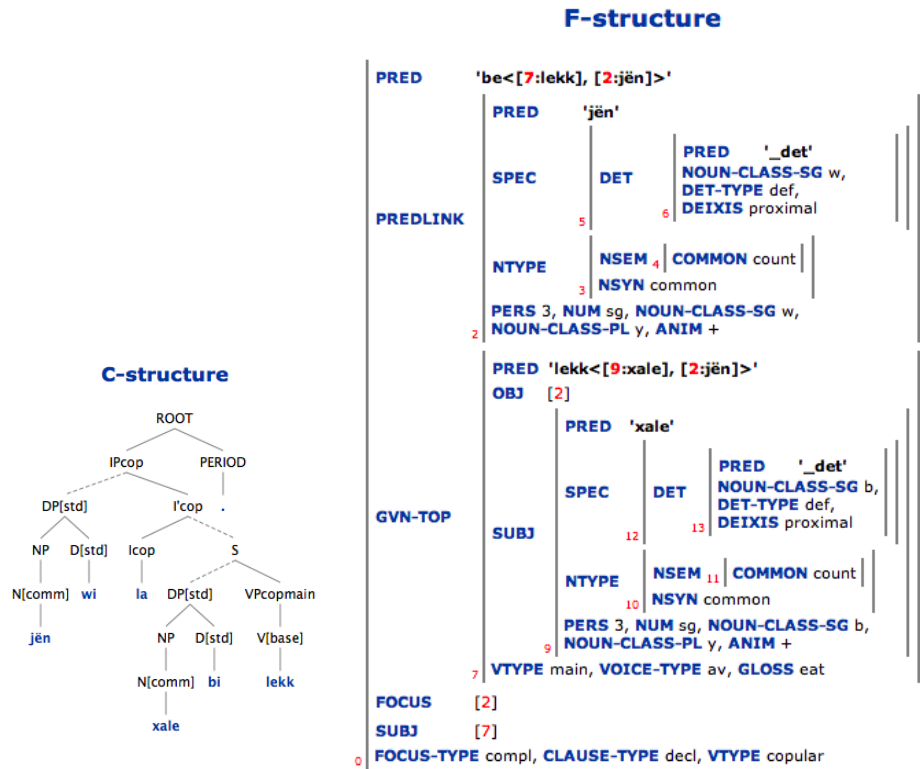 F-structure
PRED 'be<[7:lekk], [2:jën]>'
PRED 'jën'
PRED '_det'
NOUN-CLASS-SG w,
SPEC DET DET-TYPE def,
DEIXIS proximal
5 6
PREDLINK
NSEM 4 COMMON count
NTYPE
3 NSYN common
PERS 3, NUM sg, NOUN-CLASS-SG w,
2 NOUN-CLASS-PL y, ANIM +
PRED 'lekk<[9:xale], [2:jën]>'
OBJ [2]
PRED 'xale'
PRED '_det'
NOUN-CLASS-SG b,
SPEC DET DET-TYPE def,
13 DEIXIS proximal
12
GVN-TOP
SUBJ
NSEM 11 COMMON count
NTYPE
10 NSYN common
PERS 3, NUM sg, NOUN-CLASS-SG b,
9 NOUN-CLASS-PL y, ANIM +
7 VTYPE main, VOICE-TYPE av, GLOSS eat
FOCUS [2]
SUBJ [7]
0 FOCUS-TYPE compl, CLAUSE-TYPE decl, VTYPE copular
C-structure
ROOT
IPcop PERIOD
DP[std] I'cop .
NP D[std] Icop S
N[comm] wi la DP[std] VPcopmain
jën NP D[std] V[base]
N[comm] bi lekk
xale